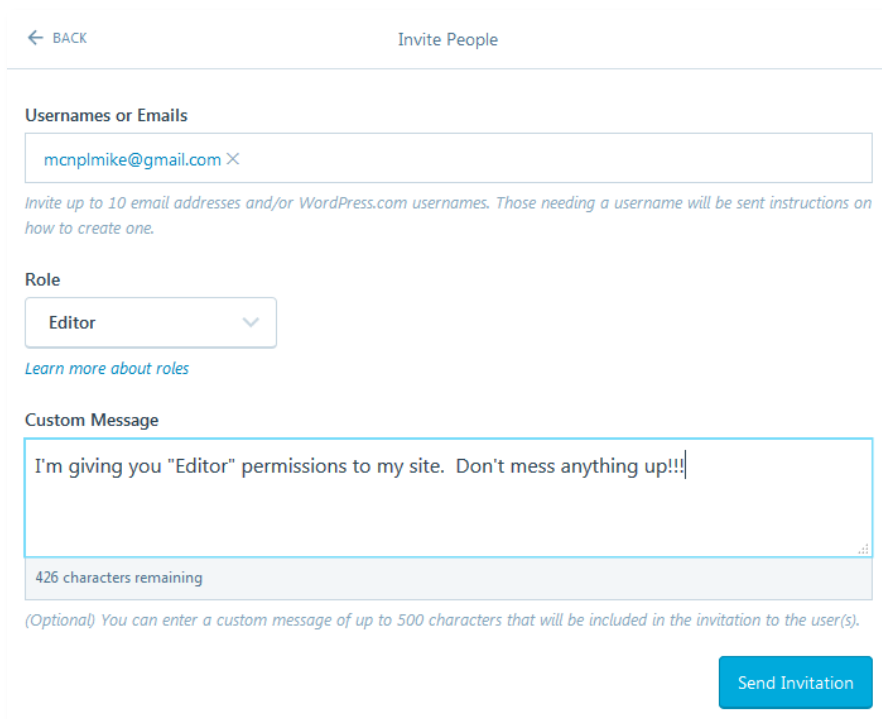 ← BACK
Invite People
Usernames or Emails
mcnplmike@gmail.com ×
Invite up to 10 email addresses and/or WordPress.com usernames. Those needing a username will be sent instructions on
how to create one.
Role
Editor
Learn more about roles
Custom Message
I'm giving you "Editor" permissions to my site.  Don't mess anything up!!!
426 characters remaining
(Optional) You can enter a custom message of up to 500 characters that will be included in the invitation to the user(s).
Send Invitation